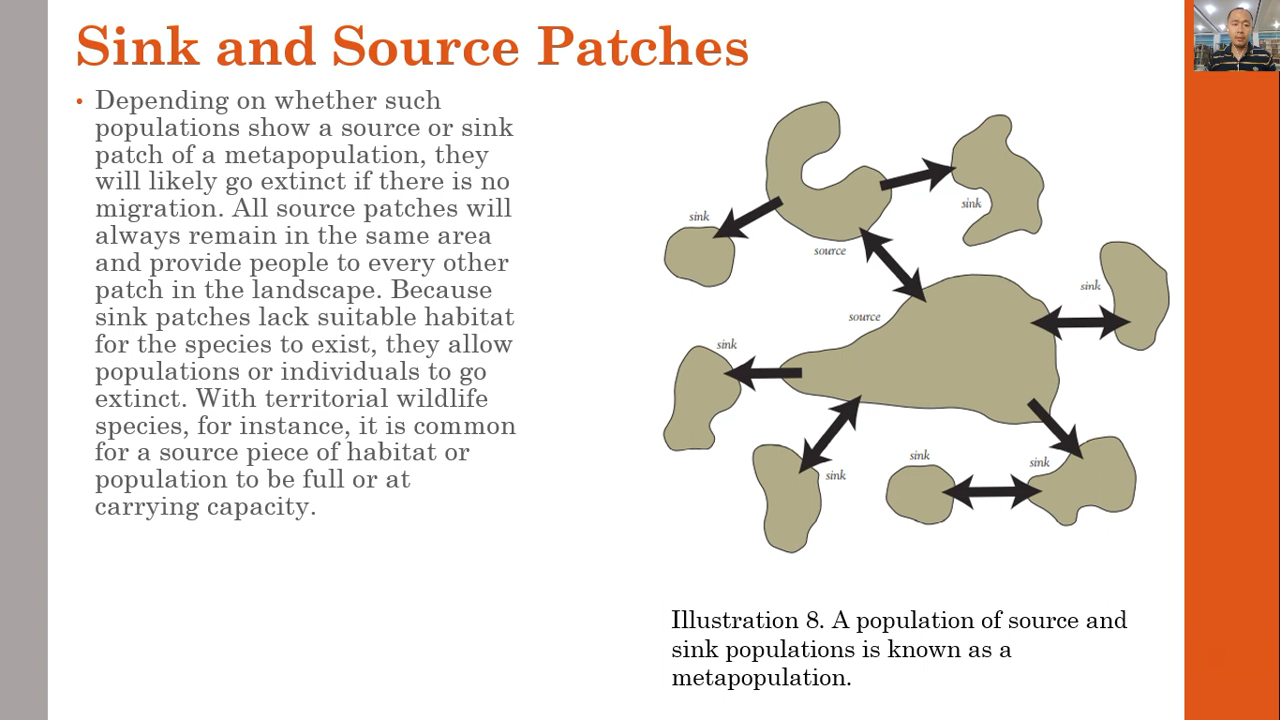 Sink and Source Patches
• Depending on whether such
populations show a source or sink
patch of a metapopulation, they
will likely go extinct if there is no
migration. All source patches will
always remain in the same area
and provide people to every other
patch in the landscape. Because
sink patches lack suitable habitat
for the species to exist, they allow
populations or individuals to go
extinct. With territorial wildlife
species, for instance, it is common
for a source piece of habitat or
population to be full or at
carrying capacity.
sink
sink
source
sink
source
sink
sink
sink
sink
sink
Illustration 8. A population of source and
sink populations is known as a
metapopulation.